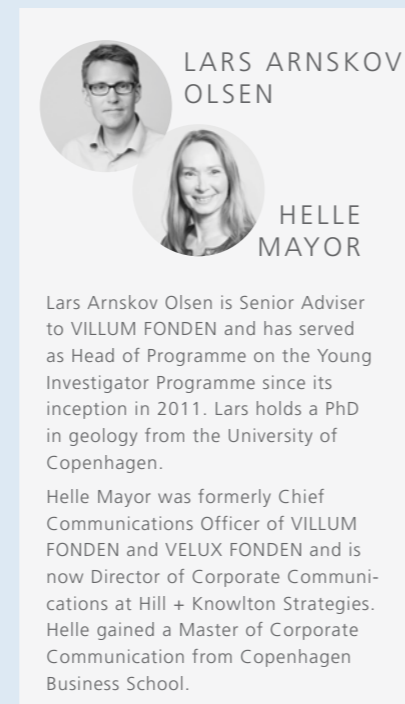 LARS ARNSKOV
OLSEN
HELLE
MAYOR
Lars Arnskov Olsen is Senior Adviser
to VILLUM FONDEN and has served
as Head of Programme on the Young
Investigator Programme since its
inception in 2011. Lars holds a PhD
in geology from the University of
Copenhagen.
Helle Mayor was formerly Chief
Communications Officer of VILLUM
FONDEN and VELUX FONDEN and is
now Director of Corporate Communi-
cations at Hill + Knowlton Strategies.
Helle gained a Master of Corporate
Communication from Copenhagen
Business School.